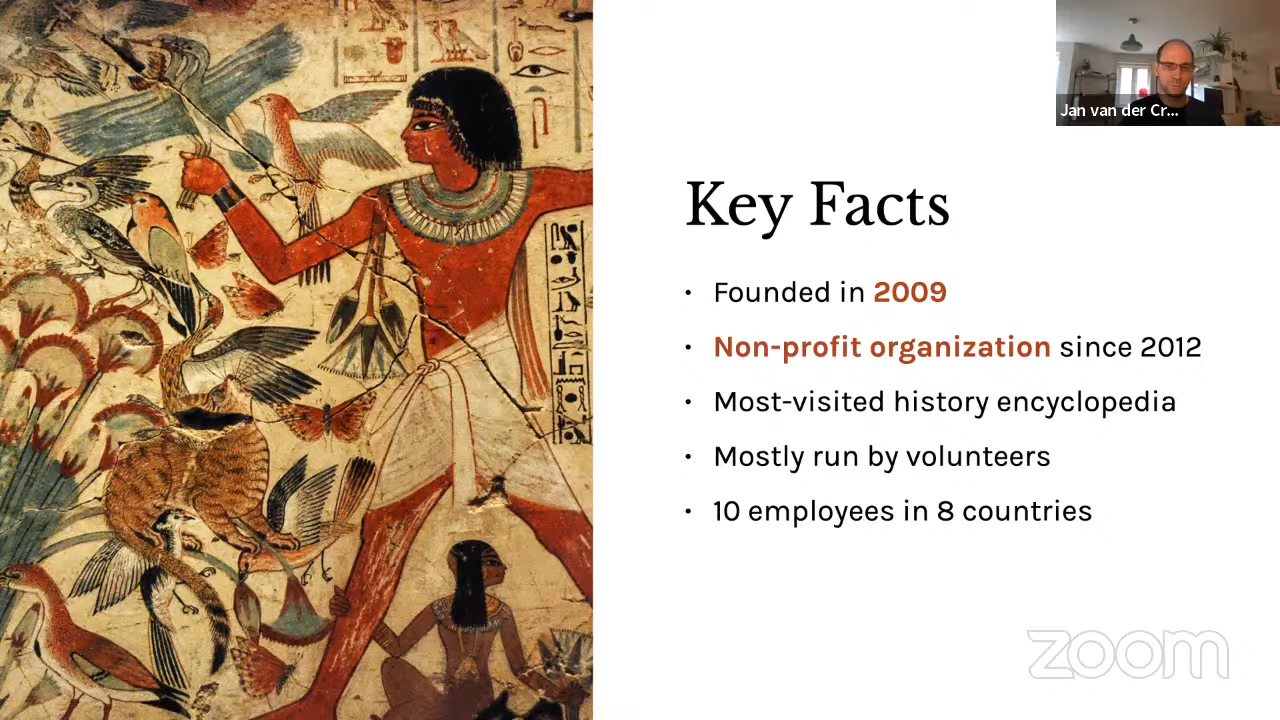 Jan van der Cr...
Key Facts
• Founded in 2009
• Non-profit organization since 2012
• Most-visited history encyclopedia
• Mostly run by volunteers
• 10 employees in 8 countries
zoom